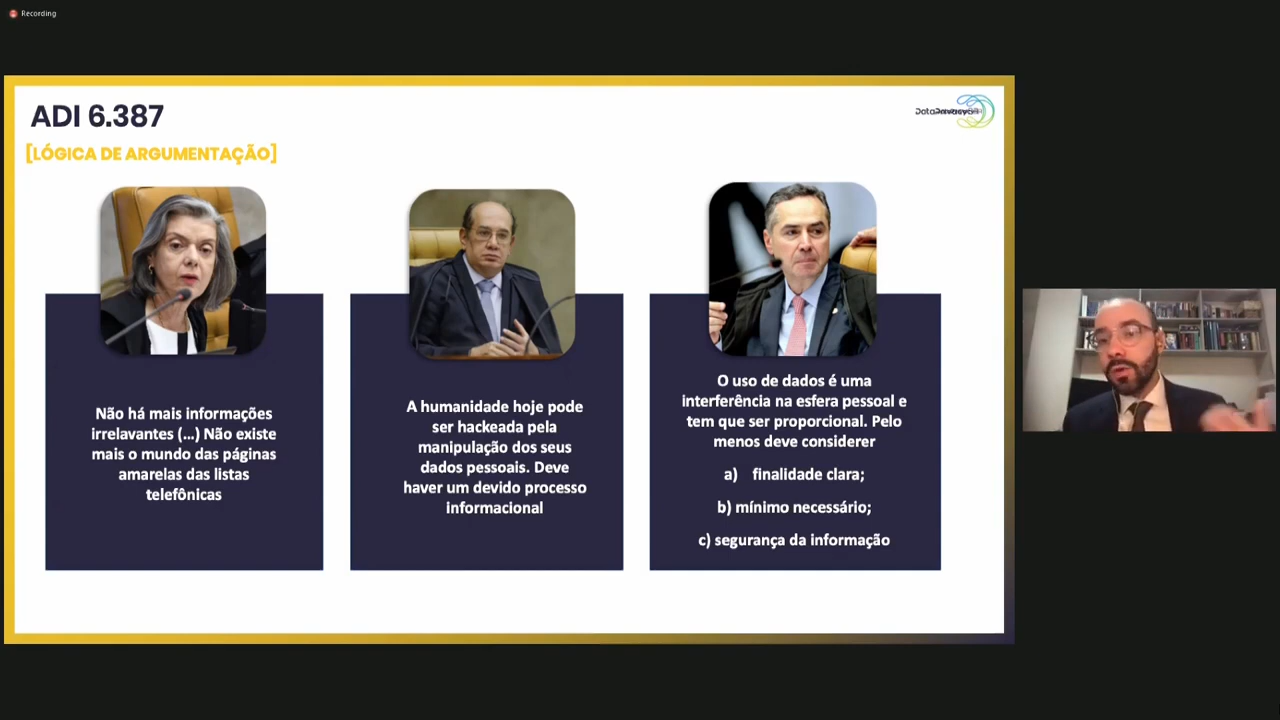 Recording
ADI 6.387
[LÓGICA DE ARGUMENTAÇÃO]
Não há mais informações
irrelavantes (...) Não existe
mais o mundo das páginas
amarelas das listas
telefônicas
A humanidade hoje pode
ser hackeada pela
manipulação dos seus
dados pessoais. Deve
haver um devido processo
informacional
O uso de dados é uma
interferência na esfera pessoal e
tem que ser proporcional. Pelo
menos deve considerer
a) finalidade clara;
b) mínimo necessário;
c) segurança da informação